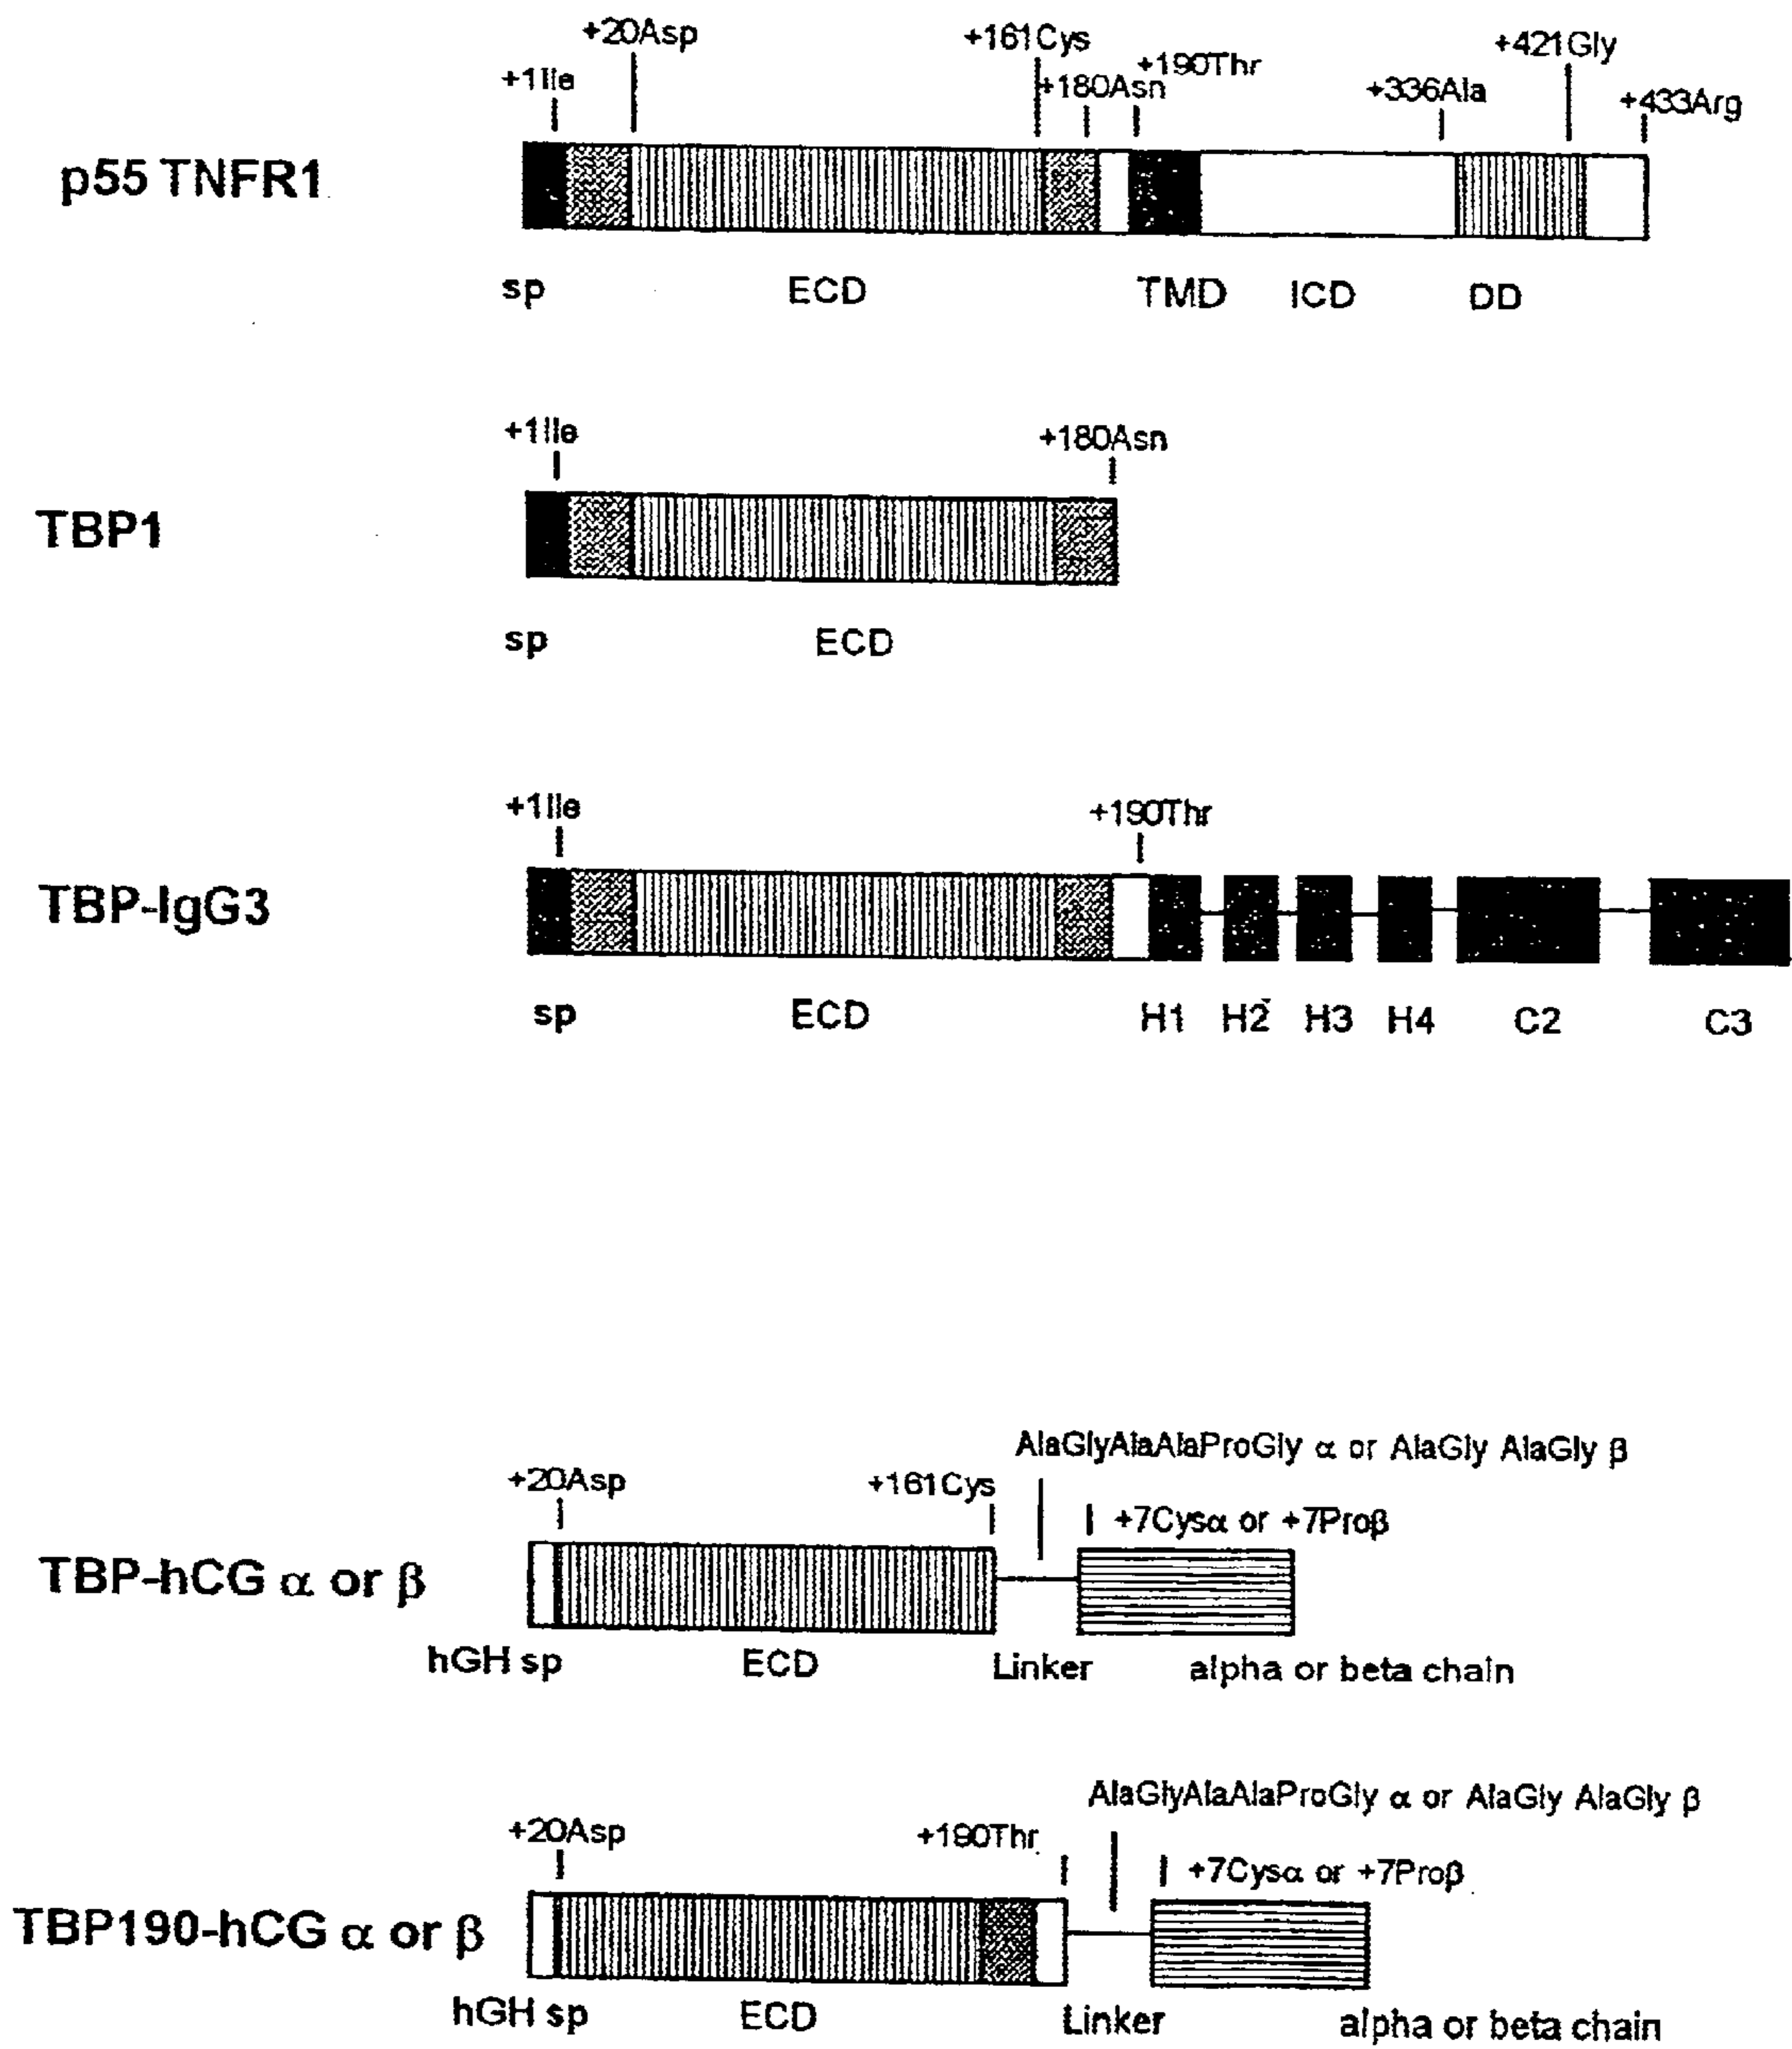 +20Asp +161Cys +421Gly
+1Ile +180Asn +190Thr +336Ala +433Arg
p55 TNFR1
sp ECD TMD ICD DD
+1Ile +180Asn
TBP1
sp ECD
+1Ile +190Thr
TBP-IgG3
sp ECD H1 H2 H3 H4 C2 C3
AlaGlyAlaAlaProGly α or AlaGly AlaGly β
+20Asp +161Cys
+7Cysα or +7Proβ
TBP-hCG α or β
hGH sp ECD Linker alpha or beta chain
AlaGlyAlaAlaProGly α or AlaGly AlaGly β
+20Asp +190Thr
+7Cysα or +7Proβ
TBP190-hCG α or β
hGH sp ECD Linker alpha or beta chain